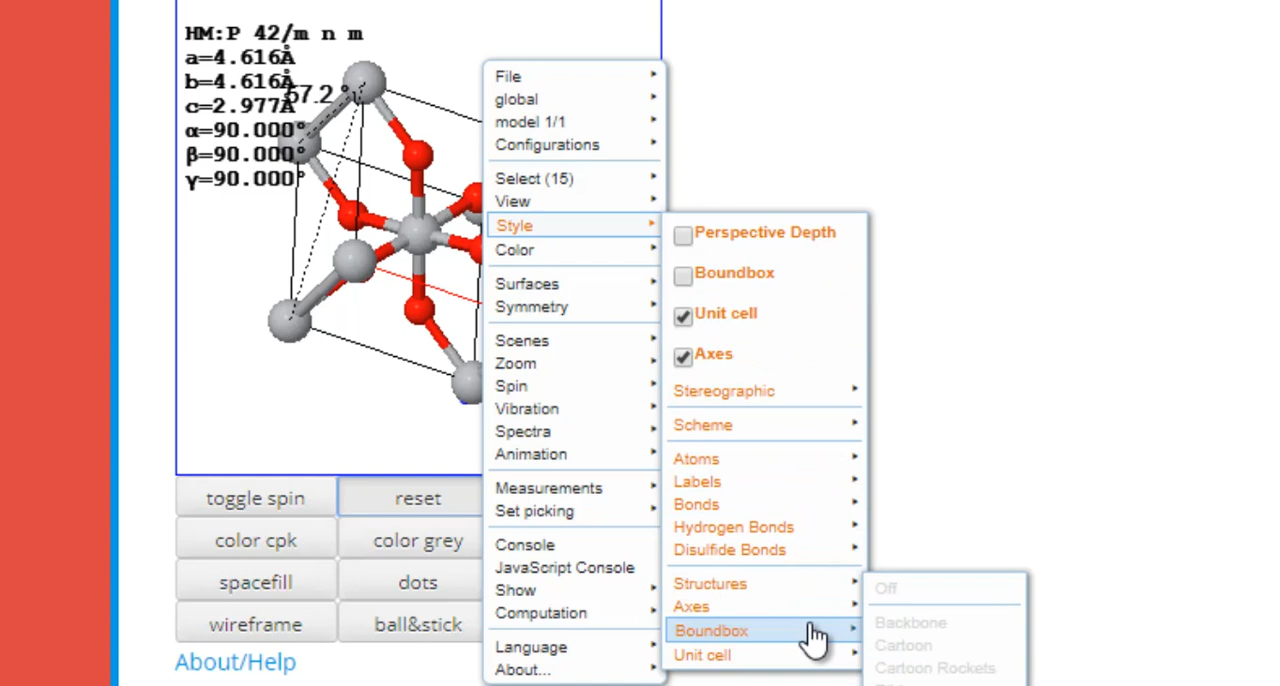 HM:P 42/m n m
a=4.616Å
b=4.616Å
c=2.977Å
α=90.000°
β=90.000°
γ=90.000°
57.2 °
File
global
model 1/1
Configurations
Select (15)
View
Style
Color
Surfaces
Symmetry
Scenes
Zoom
Spin
Vibration
Spectra
Animation
Measurements
Set picking
Console
JavaScript Console
Show
Computation
Language
About...
Perspective Depth
Boundbox
Unit cell
Axes
Stereographic
Scheme
Atoms
Labels
Bonds
Hydrogen Bonds
Disulfide Bonds
Structures
Axes
Boundbox
Unit cell
Off
Backbone
Cartoon
Cartoon Rockets
toggle spin
reset
color cpk
color grey
spacefill
dots
wireframe
ball&stick
About/Help